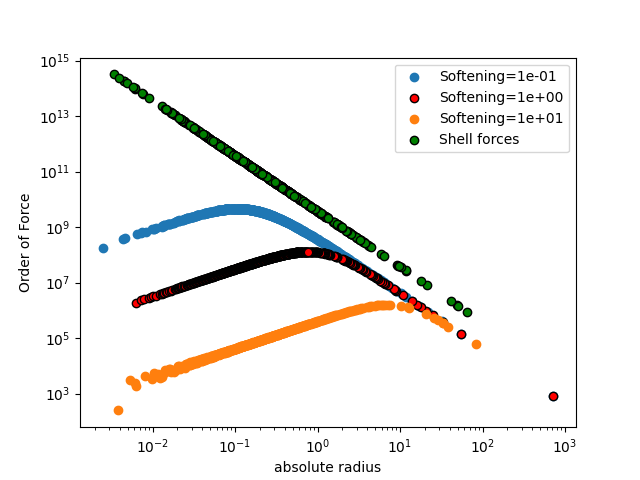 10^15
10^13
10^11
10^9
10^7
10^5
10^3
Order of Force
Softening=1e-01
Softening=1e+00
Softening=1e+01
Shell forces
10^−2
10^−1
10^0
10^1
10^2
10^3
absolute radius